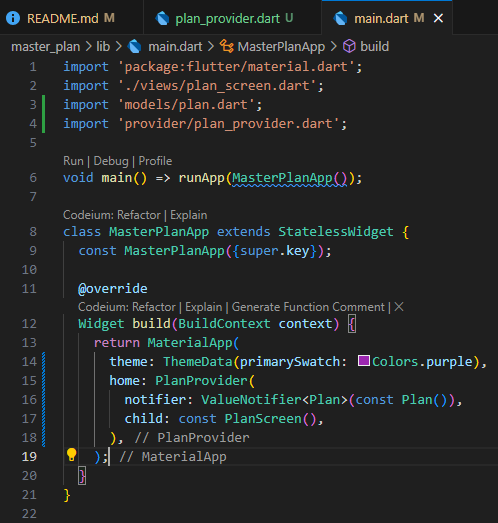 README.md M plan_provider.dart U main.dart M
master_plan > lib > main.dart > MasterPlanApp > build
1 import 'package:flutter/material.dart';
2 import './views/plan_screen.dart';
3 import 'models/plan.dart';
4 import 'provider/plan_provider.dart';
5
Run | Debug | Profile
6 void main() => runApp(MasterPlanApp());
7
Codeium: Refactor | Explain
8 class MasterPlanApp extends StatelessWidget {
9 const MasterPlanApp({super.key});
10
11 @override
Codeium: Refactor | Explain | Generate Function Comment | ×
12 Widget build(BuildContext context) {
13 return MaterialApp(
14 theme: ThemeData(primarySwatch: Colors.purple),
15 home: PlanProvider(
16 notifier: ValueNotifier<Plan>(const Plan()),
17 child: const PlanScreen(),
18 ), // PlanProvider
19 ); // MaterialApp
20 }
21 }
22